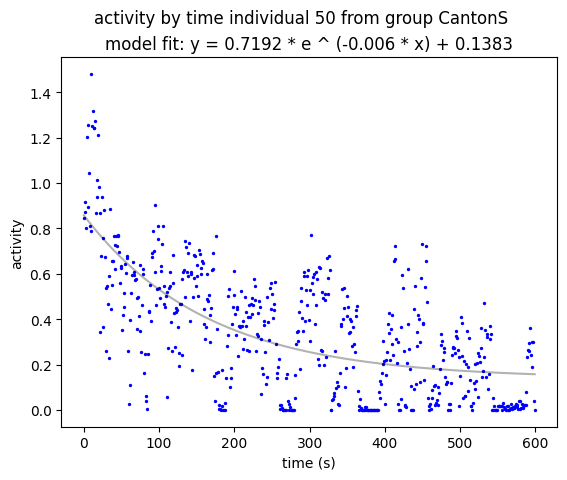 activity by time individual 50 from group CantonS
model fit: y = 0.7192 * e ^ (-0.006 * x) + 0.1383
activity
1.4
1.2
1.0
0.8
0.6
0.4
0.2
0.0
0 100 200 300 400 500 600
time (s)